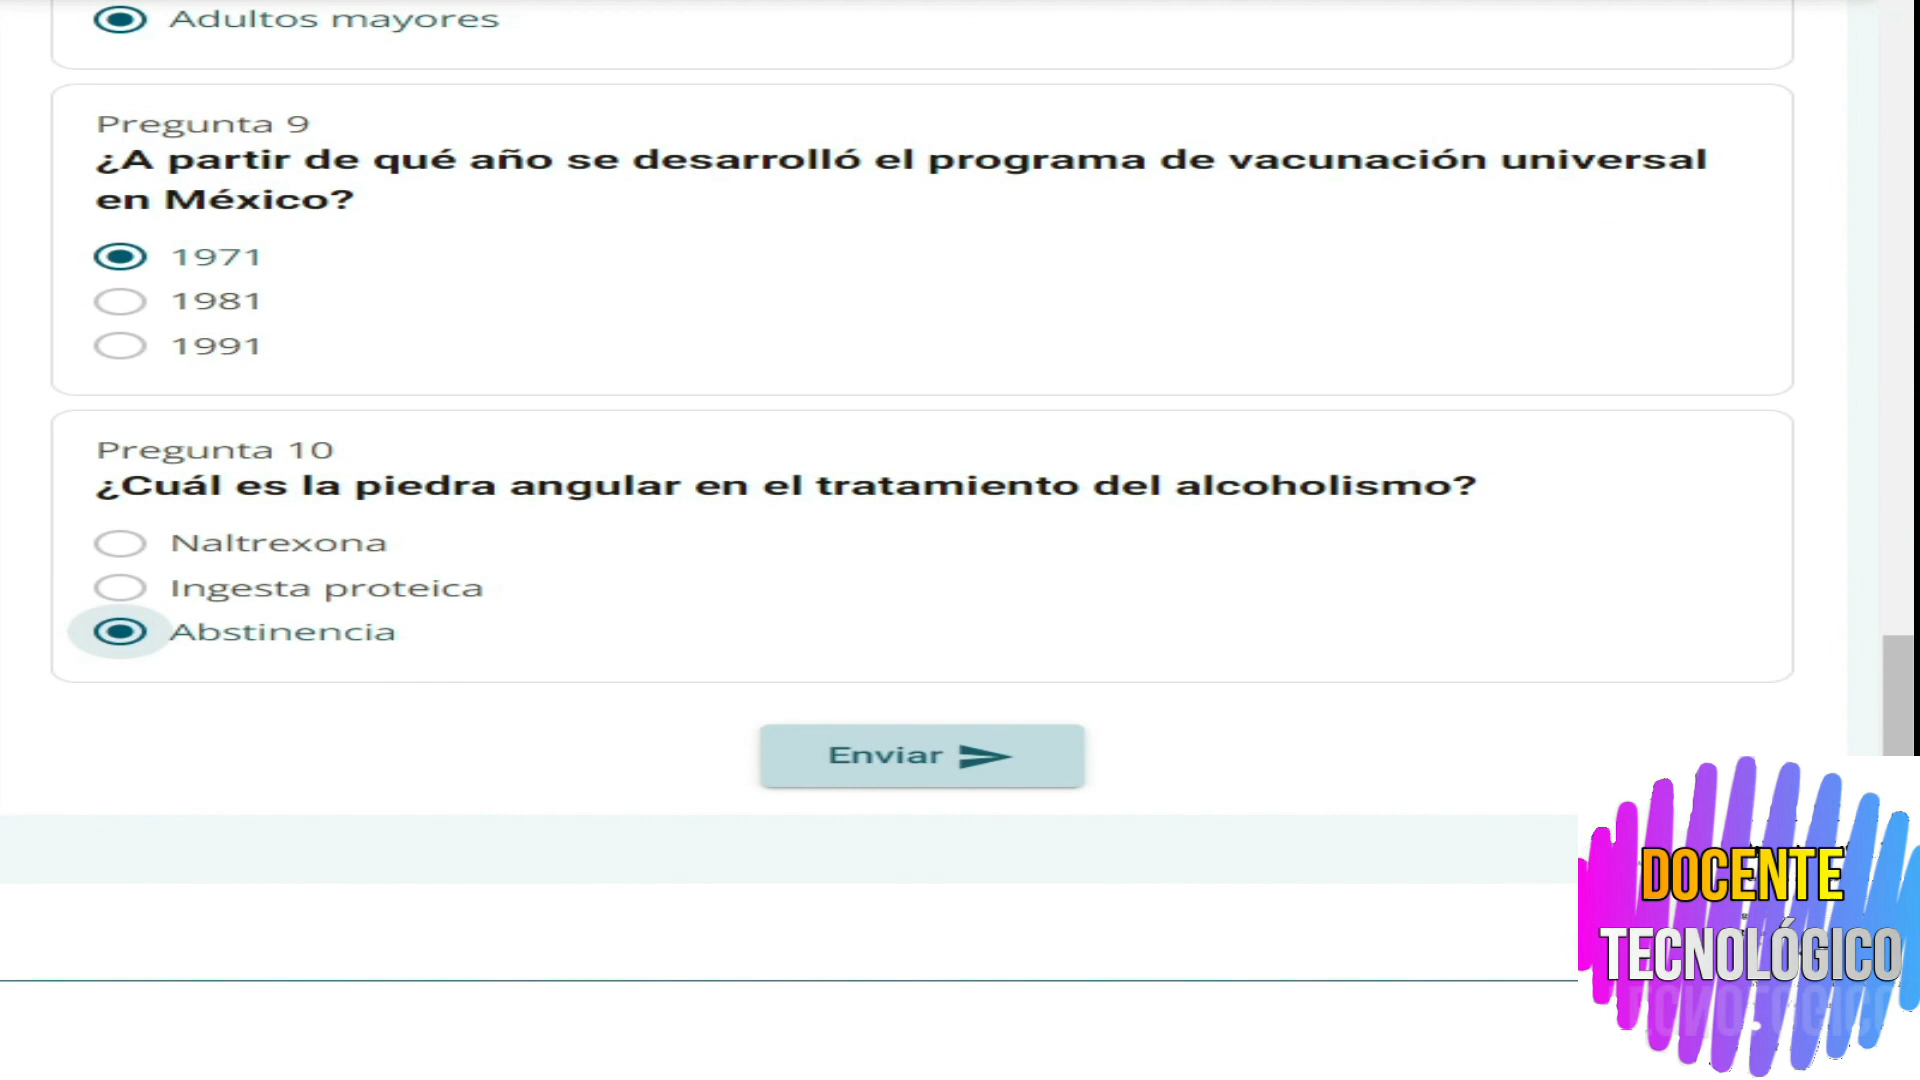 Adultos mayores
Pregunta 9
¿A partir de qué año se desarrolló el programa de vacunación universal
en México?
1971
1981
1991
Pregunta 10
¿Cuál es la piedra angular en el tratamiento del alcoholismo?
Naltrexona
Ingesta proteica
Abstinencia
Enviar
DOCENTE
TECNOLÓGICO